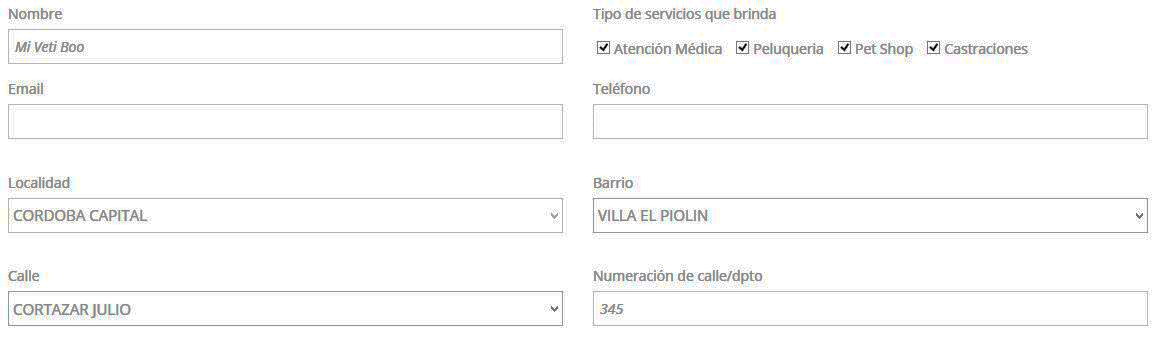 Nombre
Mi Veti Boo
Tipo de servicios que brinda
Atención Médica Peluqueria Pet Shop Castraciones
Email
Teléfono
Localidad
CORDOBA CAPITAL
Barrio
VILLA EL PIOLIN
Calle
CORTAZAR JULIO
Numeración de calle/dpto
345